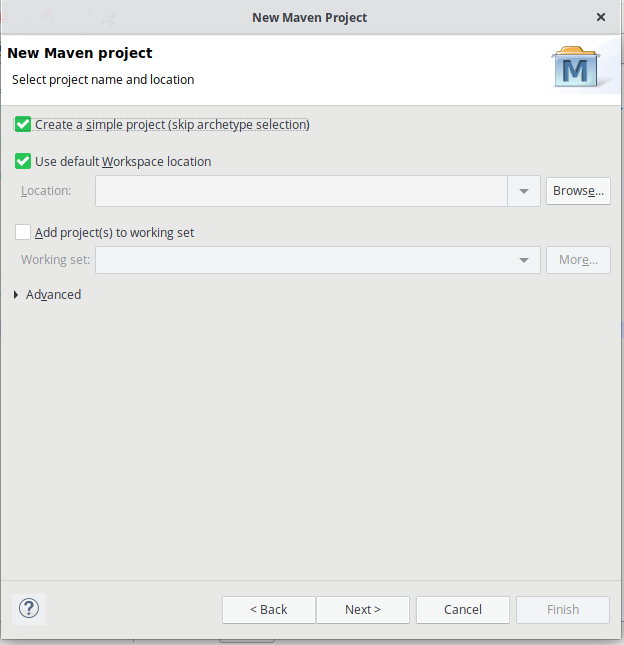 New Maven Project
New Maven project
Select project name and location
M
Create a simple project (skip archetype selection)
Use default Workspace location
Location:
Browse...
Add project(s) to working set
Working set:
More...
Advanced
?
< Back
Next >
Cancel
Finish